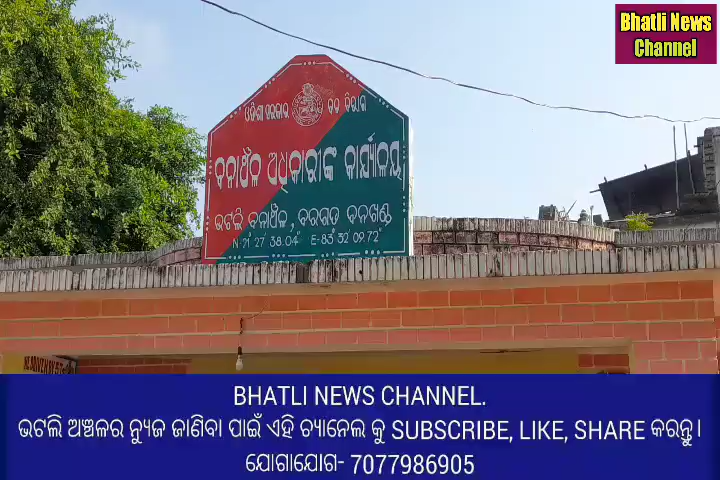 Bhatli News
Channel
ଓଡିଶା ସରକାର ବନ ବିଭାଗ
ବନାଞ୍ଚଳ ଅଧିକାରୀଙ୍କ କାର୍ଯ୍ୟାଳୟ
ଭଟଲି ବନାଞ୍ଚଳ, ବରଗଡ଼ ବନଖଣ୍ଡ
N-21°27'38.04" E-83°32'09.72"
BHATLI NEWS CHANNEL.
ଭଟଲି ଅଞ୍ଚଳର ନ୍ୟୁଜ ଜାଣିବା ପାଇଁ ଏହି ଚ୍ୟାନେଲ କୁ SUBSCRIBE, LIKE, SHARE କରନ୍ତୁ।
ଯୋଗାଯୋଗ- 7077986905